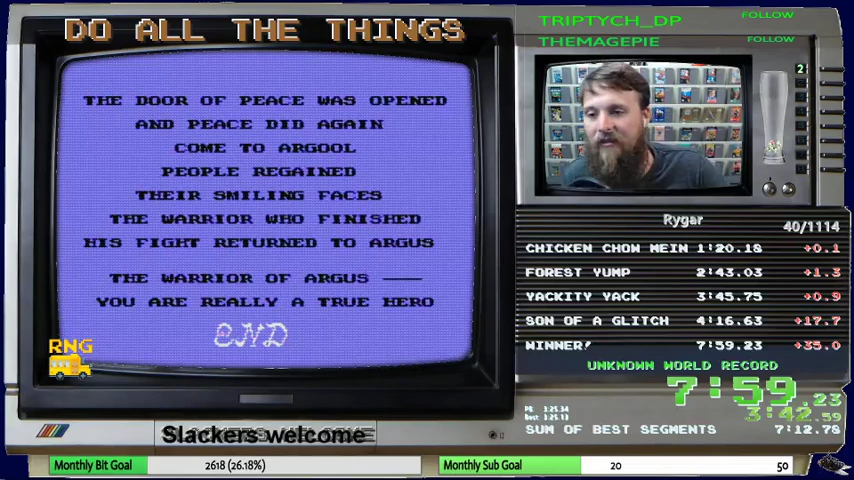 DO ALL THE THINGS
TRIPTYCH_DP FOLLOW
THEMAGEPIE FOLLOW
2
THE DOOR OF PEACE WAS OPENED
AND PEACE DID AGAIN
COME TO ARGOOL
PEOPLE REGAINED
THEIR SMILING FACES
THE WARRIOR WHO FINISHED
HIS FIGHT RETURNED TO ARGUS
THE WARRIOR OF ARGUS ——
YOU ARE REALLY A TRUE HERO
END
RNG
Slackers welcome
Rygar
40/1114
CHICKEN CHOW MEIN 1:20.18 +0.1
FOREST YUMP 2:43.03 +1.3
YACKITY YACK 3:45.75 +0.9
SON OF A GLITCH 4:16.63 +17.7
WINNER! 7:59.23 +35.0
UNKNOWN WORLD RECORD
7:59.23
3:42.59
SUM OF BEST SEGMENTS 7:12.78
Monthly Bit Goal 2618 (26.18%)
Monthly Sub Goal 20 50